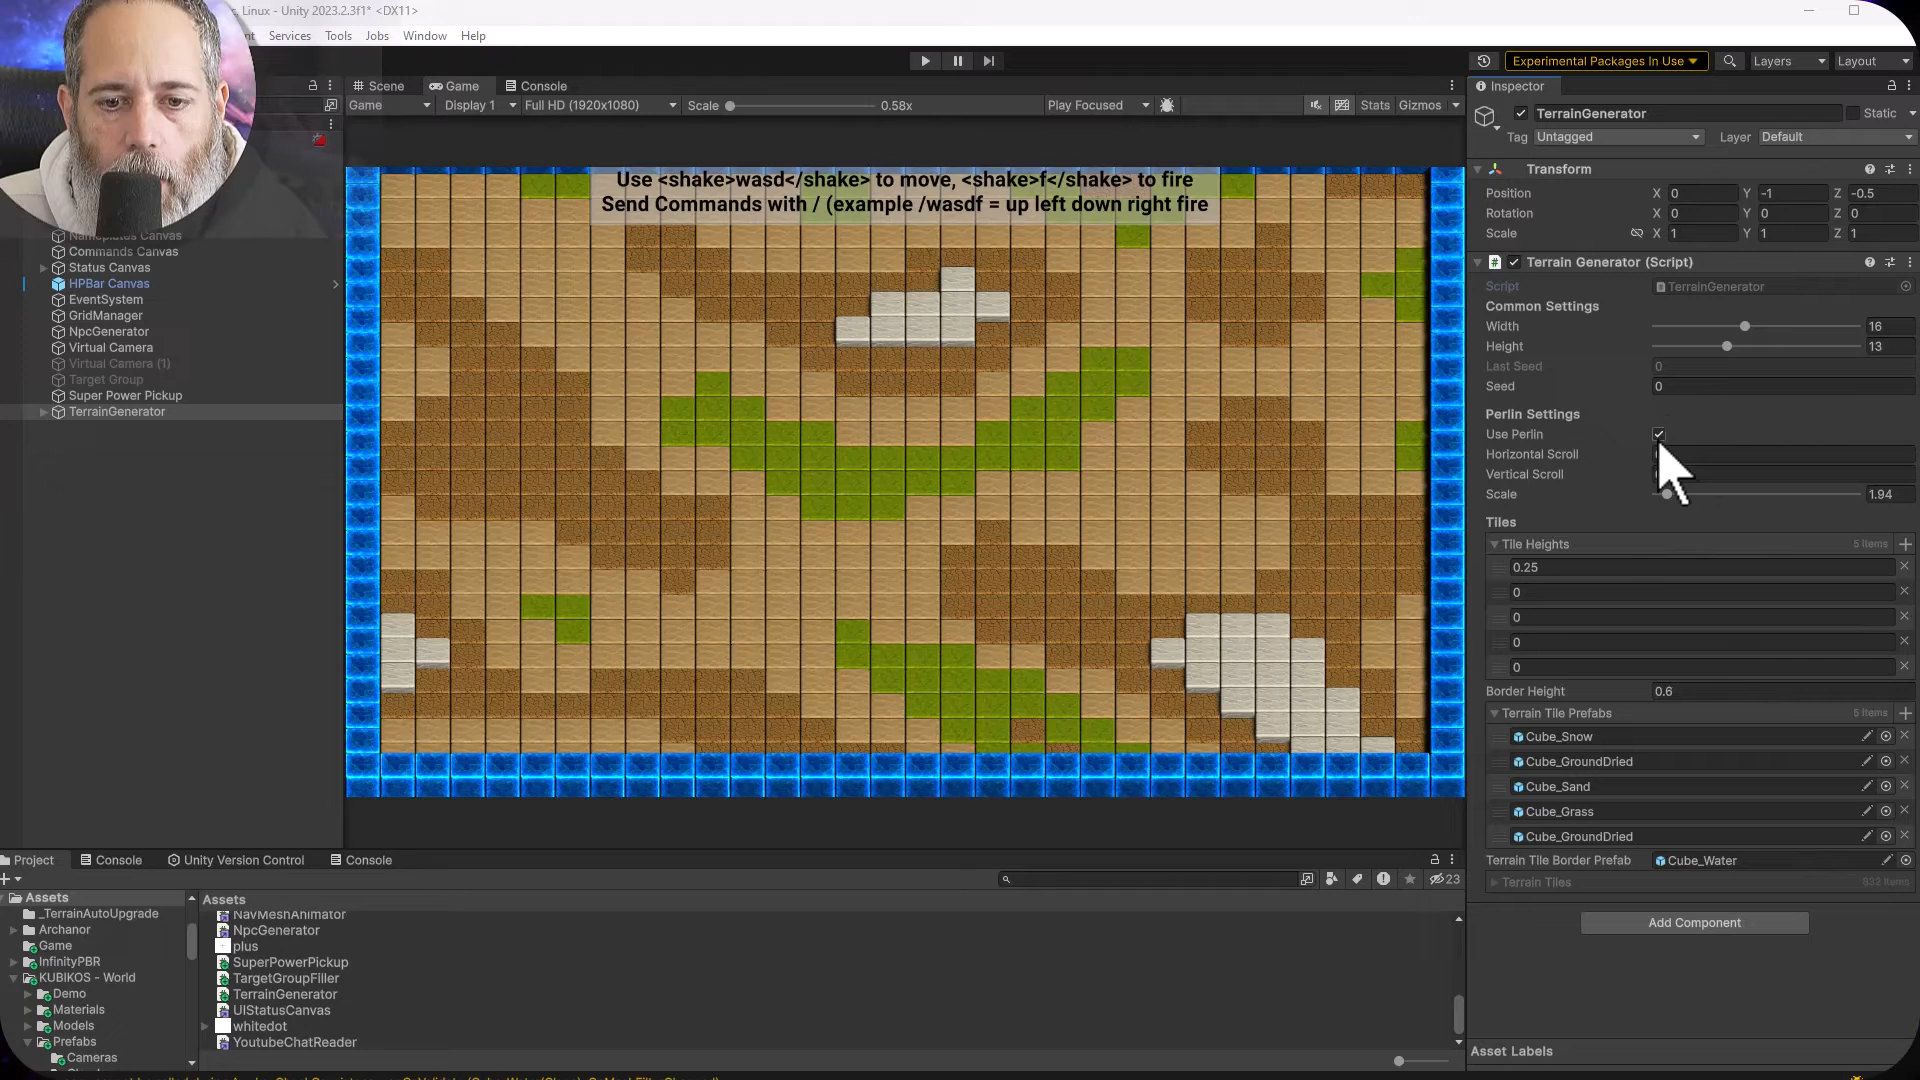 c, Linux - Unity 2023.2.3f1* <DX11>
Services Tools Jobs Window Help
Experimental Packages In Use Layers Layout
Scene Game Console
Inspector
Game Display 1 Full HD (1920x1080) Scale 0.58x Play Focused Stats Gizmos
TerrainGenerator Static
Tag Untagged Layer Default
Transform
Position X 0 Y -1 Z -0.5
Rotation X 0 Y 0 Z 0
Scale X 1 Y 1 Z 1
Use <shake>wasd</shake> to move, <shake>f</shake> to fire
Send Commands with / (example /wasdf = up left down right fire
Nameplates Canvas
Commands Canvas
Status Canvas
HPBar Canvas
EventSystem
GridManager
NpcGenerator
Virtual Camera
Virtual Camera (1)
Target Group
Super Power Pickup
TerrainGenerator
Terrain Generator (Script)
Script TerrainGenerator
Common Settings
Width 16
Height 13
Last Seed 0
Seed 0
Perlin Settings
Use Perlin
Horizontal Scroll
Vertical Scroll
Scale 1.94
Tiles
Tile Heights 5 items
0.25
0
0
0
0
Border Height 0.6
Terrain Tile Prefabs 5 items
Cube_Snow
Cube_GroundDried
Cube_Sand
Cube_Grass
Cube_GroundDried
Terrain Tile Border Prefab Cube_Water
Terrain Tiles 832 items
Add Component
Asset Labels
Project Console Unity Version Control Console
23
Assets
_TerrainAutoUpgrade
Archanor
Game
InfinityPBR
KUBIKOS - World
Demo
Materials
Models
Prefabs
Cameras
Assets
NavMeshAnimator
NpcGenerator
plus
SuperPowerPickup
TargetGroupFiller
TerrainGenerator
UIStatusCanvas
whitedot
YoutubeChatReader